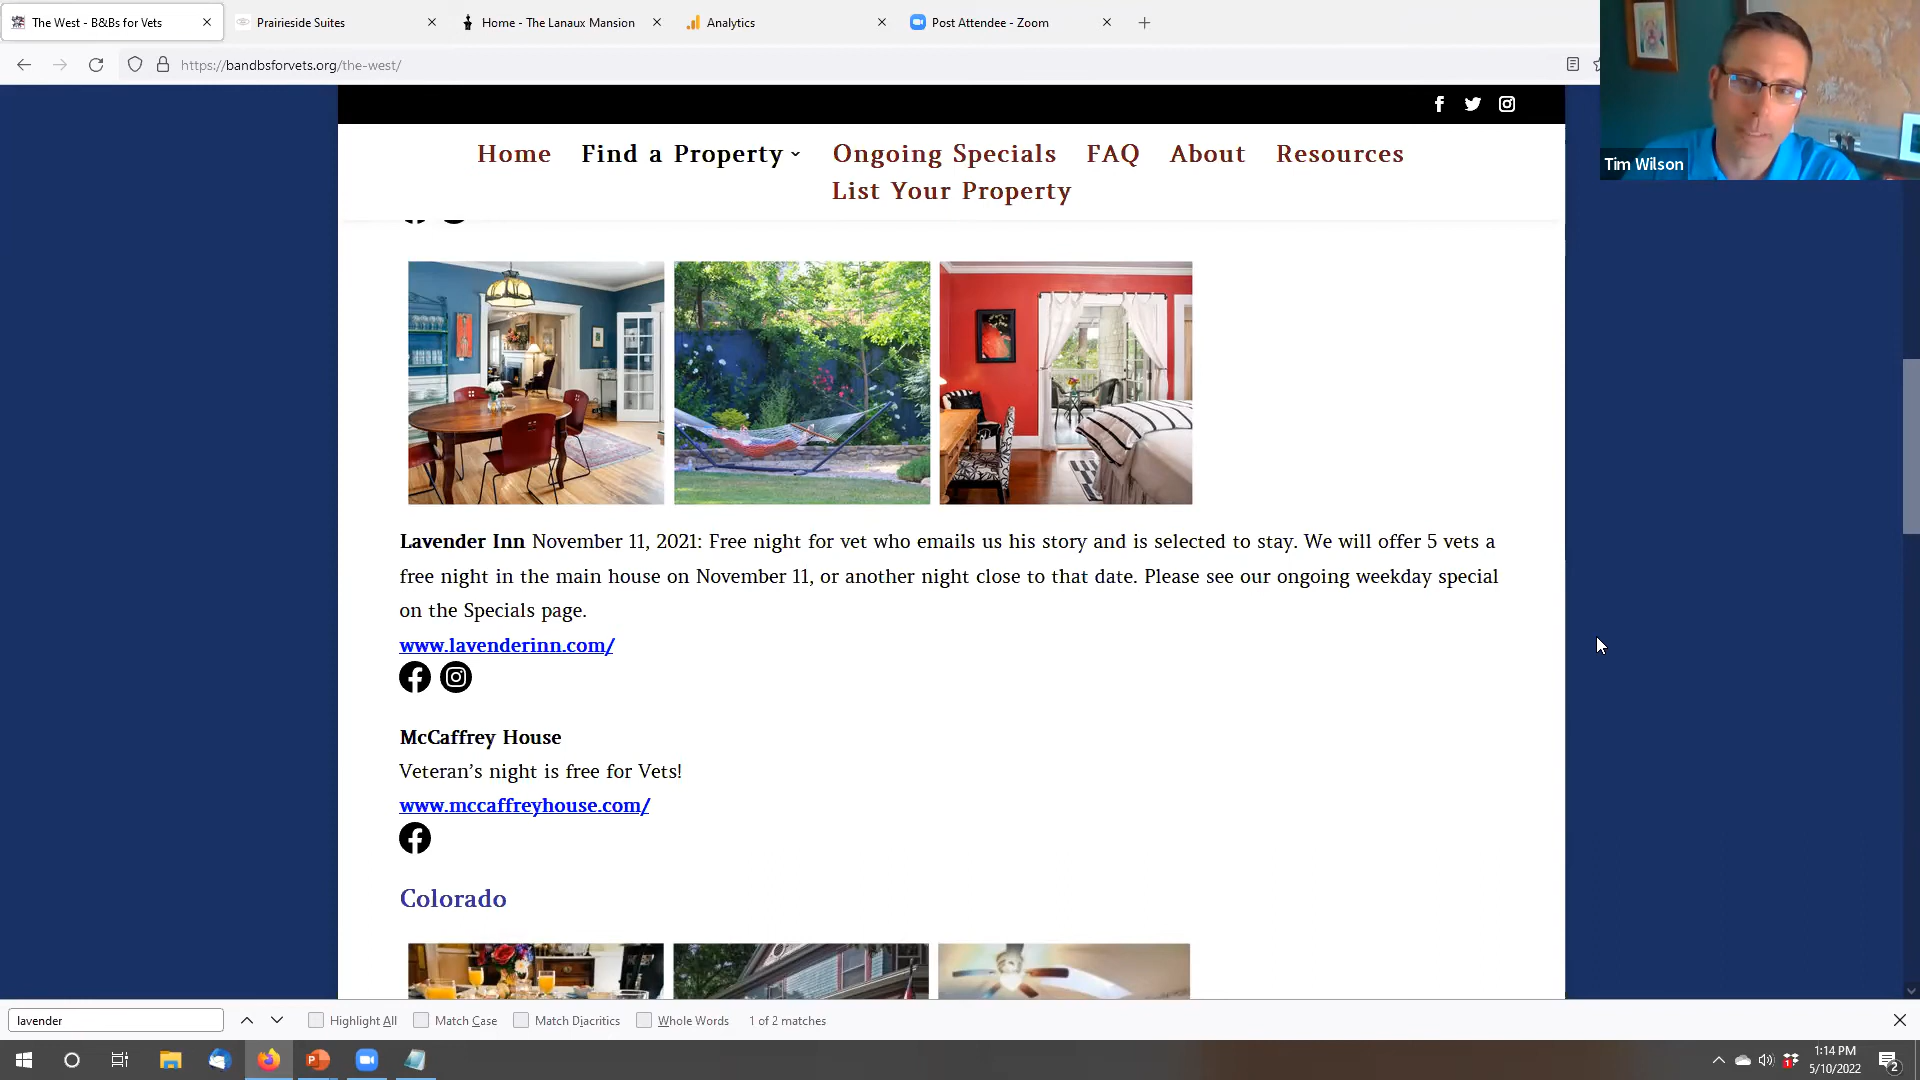 The West - B&Bs for Vets
Prairieside Suites
Home - The Lanaux Mansion
Analytics
Post Attendee - Zoom
https://bandbsforvets.org/the-west/
Tim Wilson
Home Find a Property Ongoing Specials FAQ About Resources
List Your Property
Lavender Inn November 11, 2021: Free night for vet who emails us his story and is selected to stay. We will offer 5 vets a
free night in the main house on November 11, or another night close to that date. Please see our ongoing weekday special
on the Specials page.
www.lavenderinn.com/
McCaffrey House
Veteran's night is free for Vets!
www.mccaffreyhouse.com/
Colorado
lavender
Highlight All
Match Case
Match Diacritics
Whole Words
1 of 2 matches
1:14 PM
5/10/2022
2